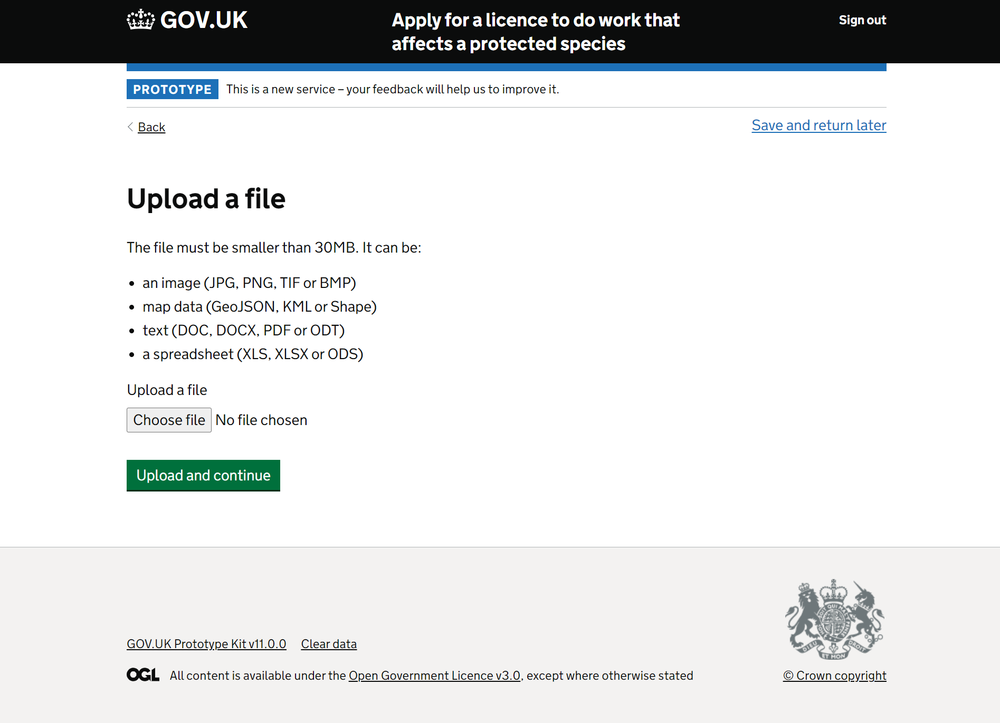 GOV.UK
Apply for a licence to do work that
affects a protected species
Sign out
PROTOTYPE This is a new service – your feedback will help us to improve it.
Back
Save and return later
Upload a file
The file must be smaller than 30MB. It can be:
• an image (JPG, PNG, TIF or BMP)
• map data (GeoJSON, KML or Shape)
• text (DOC, DOCX, PDF or ODT)
• a spreadsheet (XLS, XLSX or ODS)
Upload a file
Choose file No file chosen
Upload and continue
GOV.UK Prototype Kit v11.0.0 Clear data
OGL All content is available under the Open Government Licence v3.0, except where otherwise stated
DIEU ET MON DROIT
© Crown copyright